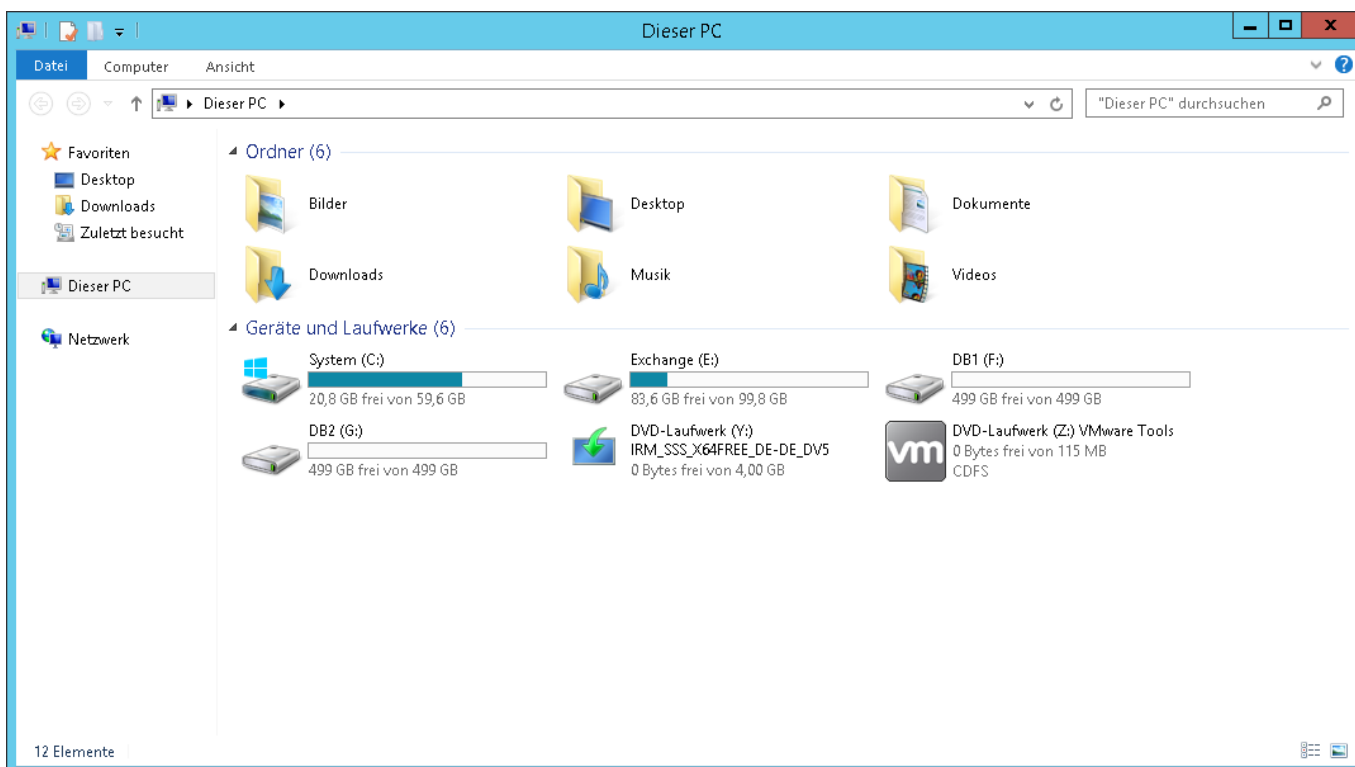 Dieser PC
Datei Computer Ansicht
Dieser PC
"Dieser PC" durchsuchen
Favoriten
Desktop
Downloads
Zuletzt besucht
Dieser PC
Netzwerk
Ordner (6)
Bilder
Desktop
Dokumente
Downloads
Musik
Videos
Geräte und Laufwerke (6)
System (C:)
20,8 GB frei von 59,6 GB
Exchange (E:)
83,6 GB frei von 99,8 GB
DB1 (F:)
499 GB frei von 499 GB
DB2 (G:)
499 GB frei von 499 GB
DVD-Laufwerk (Y:)
IRM_SSS_X64FREE_DE-DE_DV5
0 Bytes frei von 4,00 GB
vm
DVD-Laufwerk (Z:) VMware Tools
0 Bytes frei von 115 MB
CDFS
12 Elemente